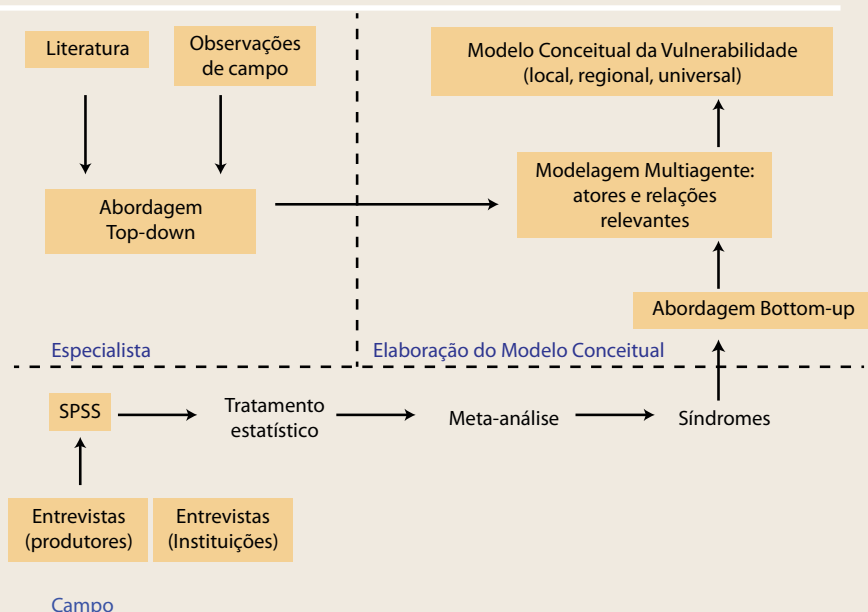 Literatura
Observações
de campo
Modelo Conceitual da Vulnerabilidade
(local, regional, universal)
Abordagem
Top-down
Modelagem Multiagente:
atores e relações
relevantes
Abordagem Bottom-up
Especialista
Elaboração do Modelo Conceitual
SPSS
Tratamento
estatístico
Meta-análise
Síndromes
Entrevistas
(produtores)
Entrevistas
(Instituições)
Campo